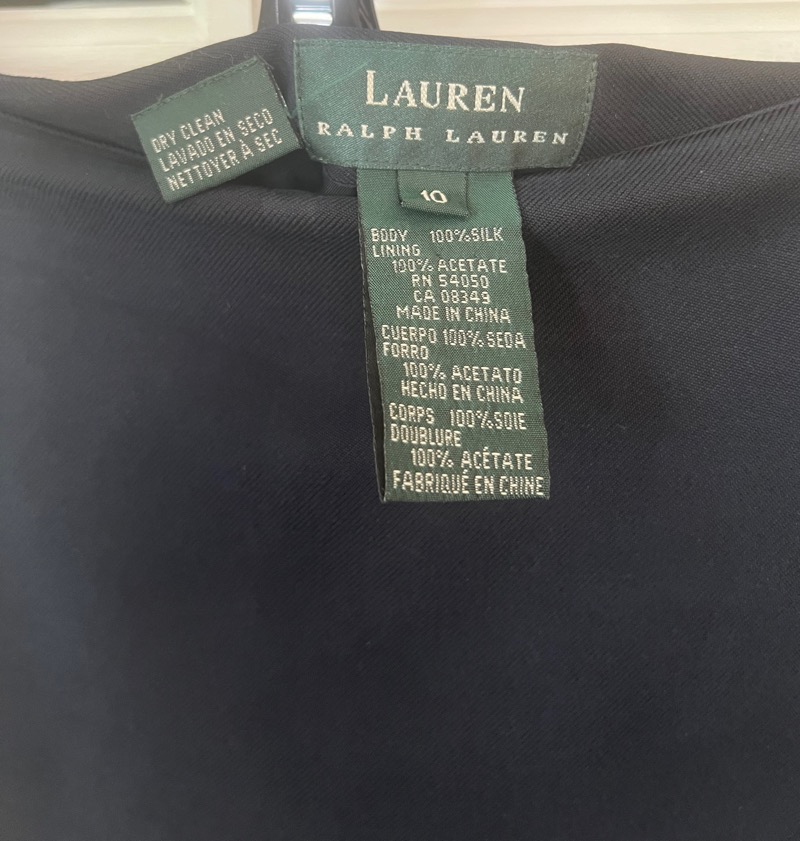 LAUREN
RALPH LAUREN
DRY CLEAN
LAVADO EN SECO
NETTOYER À SEC
10
BODY 100% SILK
LINING
100% ACETATE
RN 54050
CA 08349
MADE IN CHINA
CUERPO 100% SEDA
FORRO
100% ACETATO
HECHO EN CHINA
CORPS 100% SOIE
DOUBLURE
100% ACÉTATE
FABRIQUÉ EN CHINE